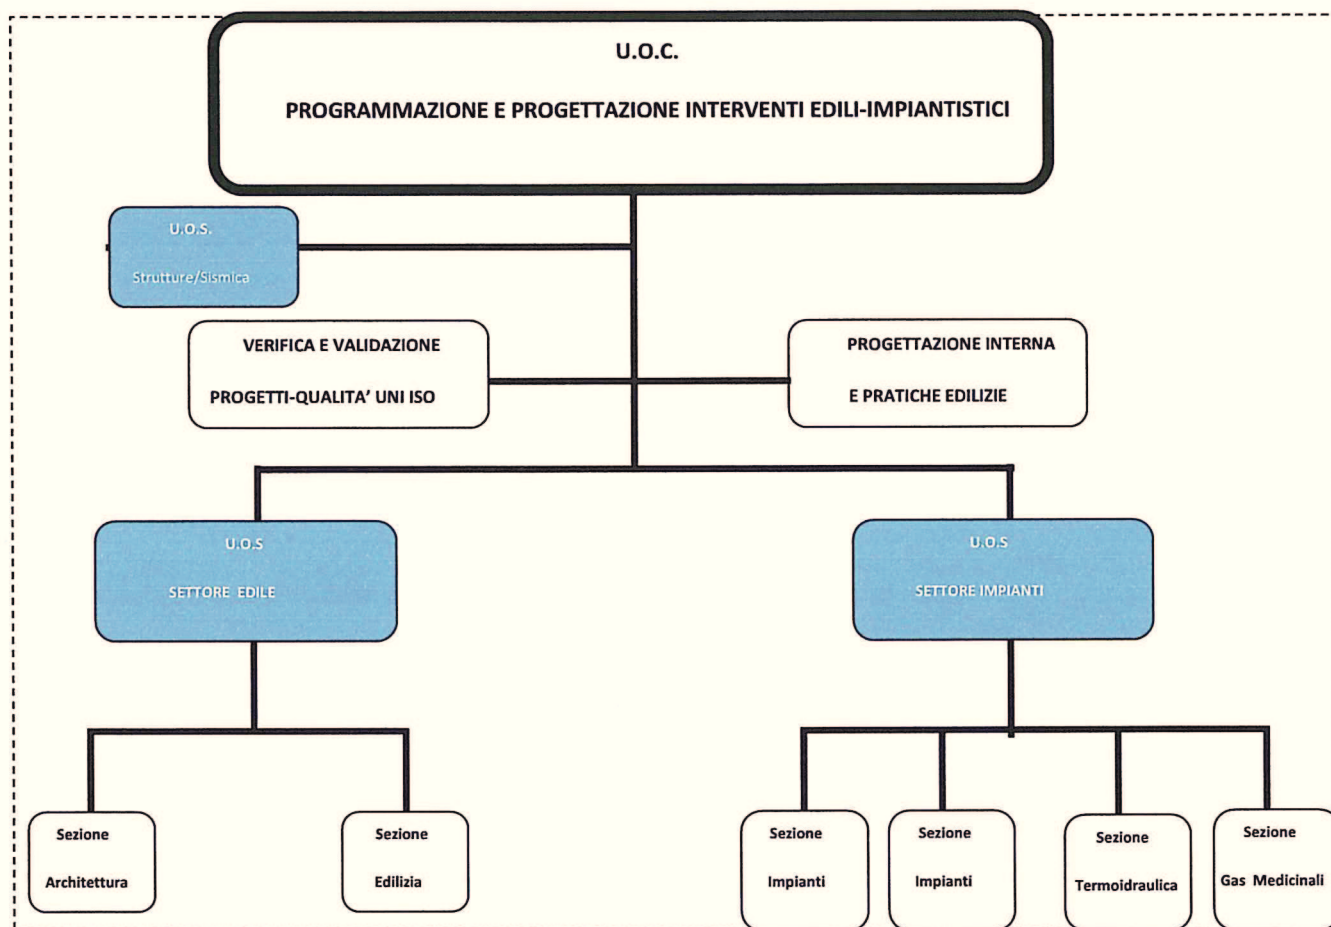 U.O.C.
PROGRAMMAZIONE E PROGETTAZIONE INTERVENTI EDILI-IMPIANTISTICI
U.O.S.
Strutture/Sismica
VERIFICA E VALIDAZIONE
PROGETTI-QUALITA’ UNI ISO
PROGETTAZIONE INTERNA
E PRATICHE EDILIZIE
U.O.S
SETTORE EDILE
U.O.S
SETTORE IMPIANTI
Sezione
Architettura
Sezione
Edilizia
Sezione
Impianti
Sezione
Impianti
Sezione
Termoidraulica
Sezione
Gas Medicinali